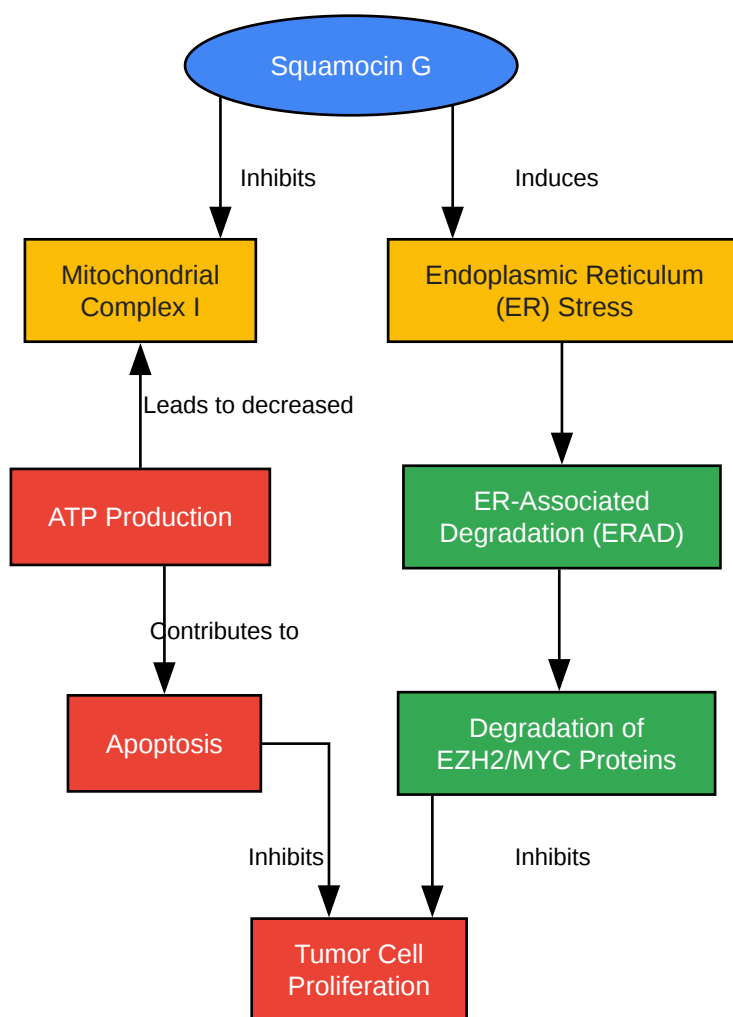 Squamocin G
Inhibits
Induces
Mitochondrial
Complex I
Endoplasmic Reticulum
(ER) Stress
Leads to decreased
ATP Production
ER-Associated
Degradation (ERAD)
Contributes to
Apoptosis
Degradation of
EZH2/MYC Proteins
Inhibits
Inhibits
Tumor Cell
Proliferation